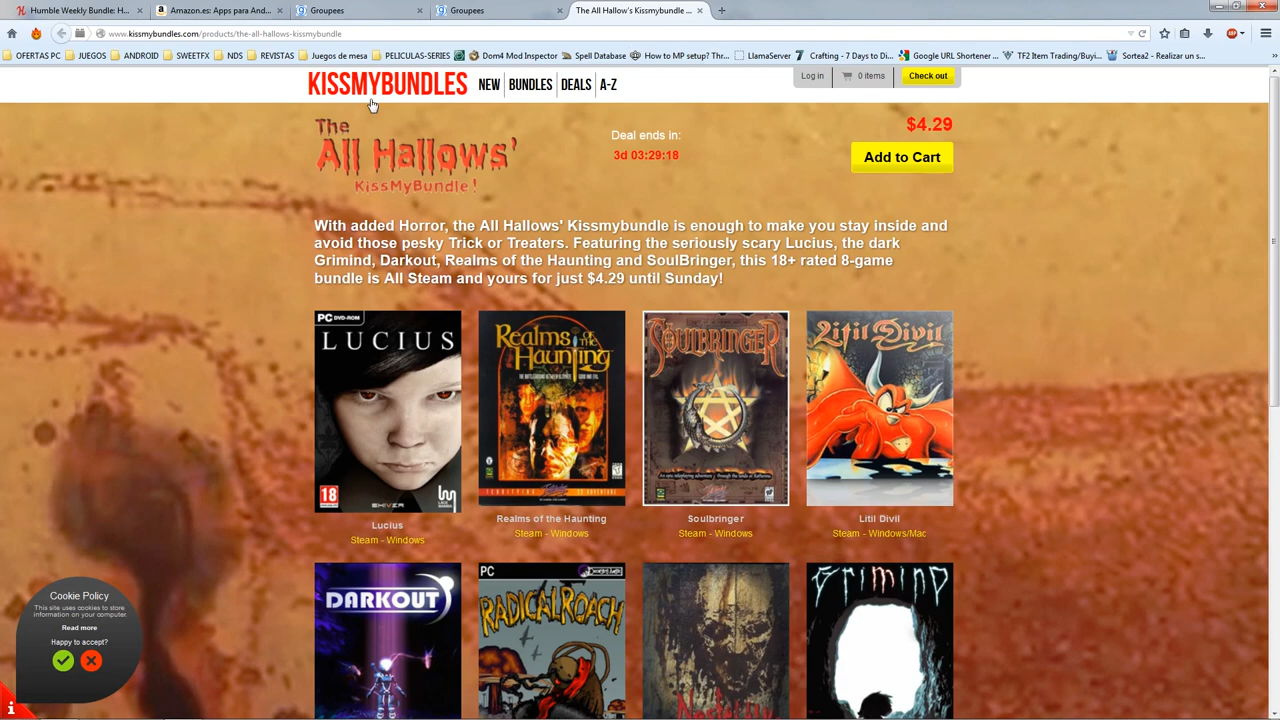 Humble Weekly Bundle: H...
Amazon.es: Apps para And...
Groupees
Groupees
The All Hallow's Kissmybundle ...
www.kissmybundles.com/products/the-all-hallows-kissmybundle
OFERTAS PC
JUEGOS
ANDROID
SWEETFX
NDS
REVISTAS
Juegos de mesa
PELICULAS-SERIES
Dom4 Mod Inspector
Spell Database
How to MP setup? Thr...
LlamaServer
Crafting - 7 Days to Di...
Google URL Shortener
TF2 Item Trading/Buyi...
Sortea2 - Realizar un s...
KISSMYBUNDLES
NEW
BUNDLES
DEALS
A-Z
Log in
0 items
Check out
The
All Hallows'
KissMyBundle!
Deal ends in:
3d 03:29:18
$4.29
Add to Cart
With added Horror, the All Hallows' Kissmybundle is enough to make you stay inside and
avoid those pesky Trick or Treaters. Featuring the seriously scary Lucius, the dark
Grimind, Darkout, Realms of the Haunting and SoulBringer, this 18+ rated 8-game
bundle is All Steam and yours for just $4.29 until Sunday!
PC DVD-ROM
LUCIUS
18
SHIVER
Lucius
Steam - Windows
Realms
OF THE
Haunting
Realms of the Haunting
Steam - Windows
SOULBRINGER
Soulbringer
Steam - Windows
Litil Divil
Litil Divil
Steam - Windows/Mac
DARKOUT
PC
RADICALROACH
Grimind
Cookie Policy
This site uses cookies to store
information on your computer.
Read more
Happy to accept?